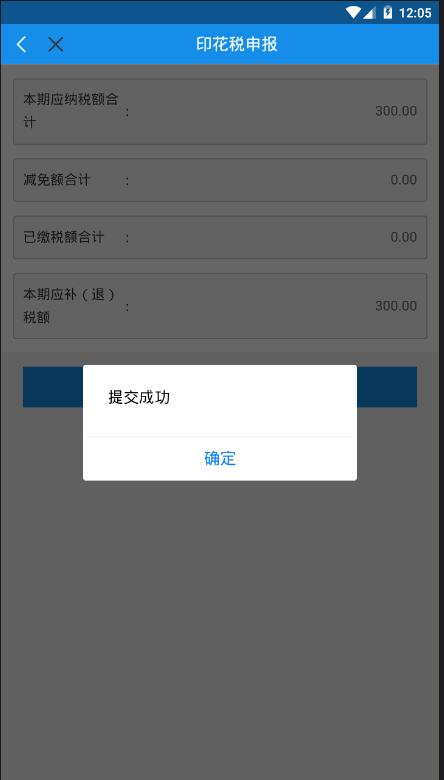 12:05
印花税申报
本期应纳税额合计 : 300.00
减免额合计 : 0.00
已缴税额合计 : 0.00
本期应补（退）税额 : 300.00
提交成功
确定